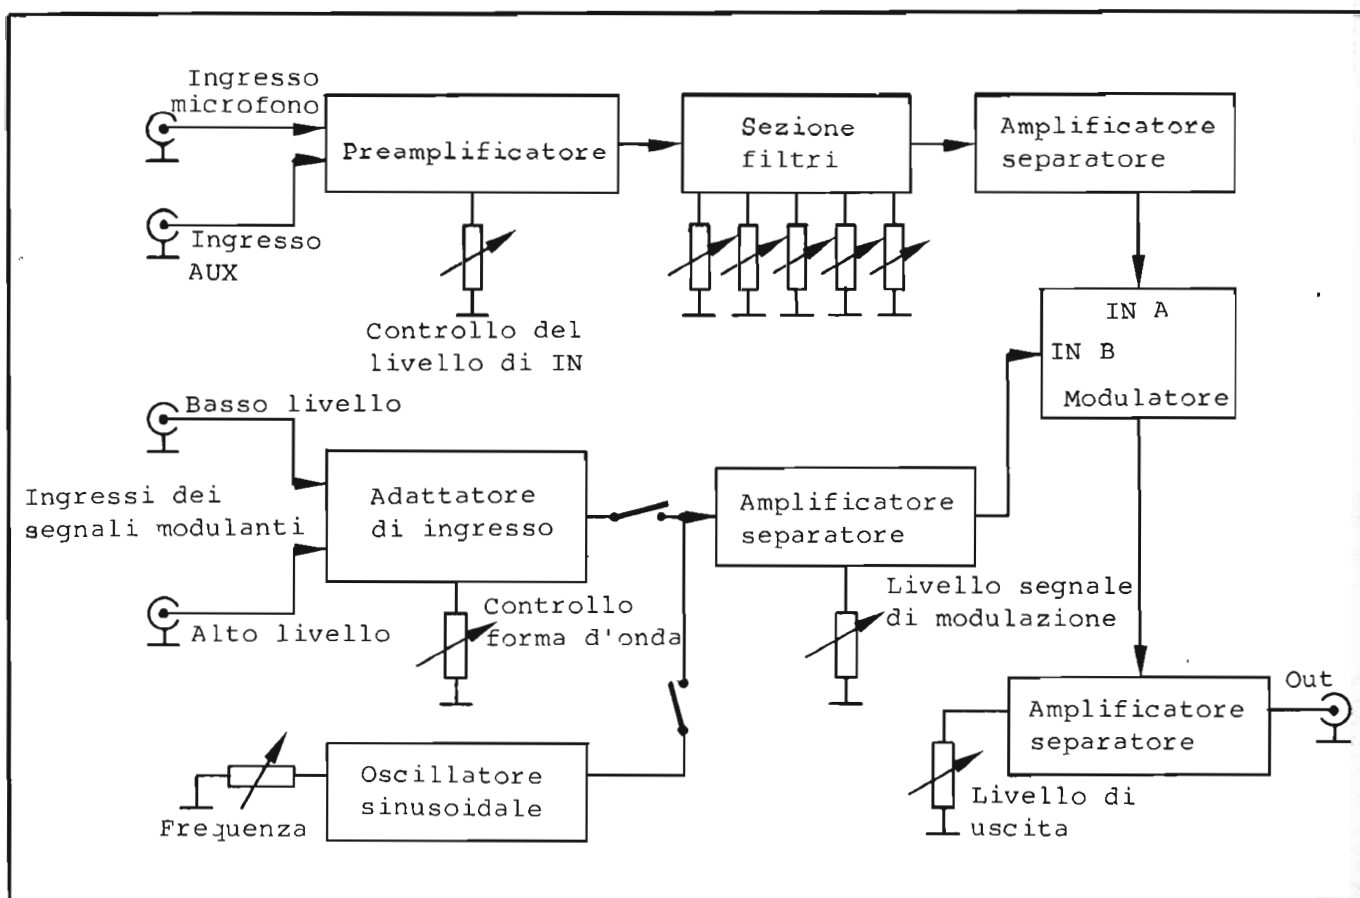 Ingresso
microfono
Preamplificatore
Sezione
filtri
Amplificatore
separatore
Ingresso
AUX
Controllo del
livello di IN
IN A
IN B
Modulatore
Basso livello
Ingressi dei
segnali modulanti
Alto livello
Adattatore
di ingresso
Controllo
forma d'onda
Amplificatore
separatore
Livello segnale
di modulazione
Oscillatore
sinusoidale
Frequenza
Amplificatore
separatore
Out
Livello di
uscita